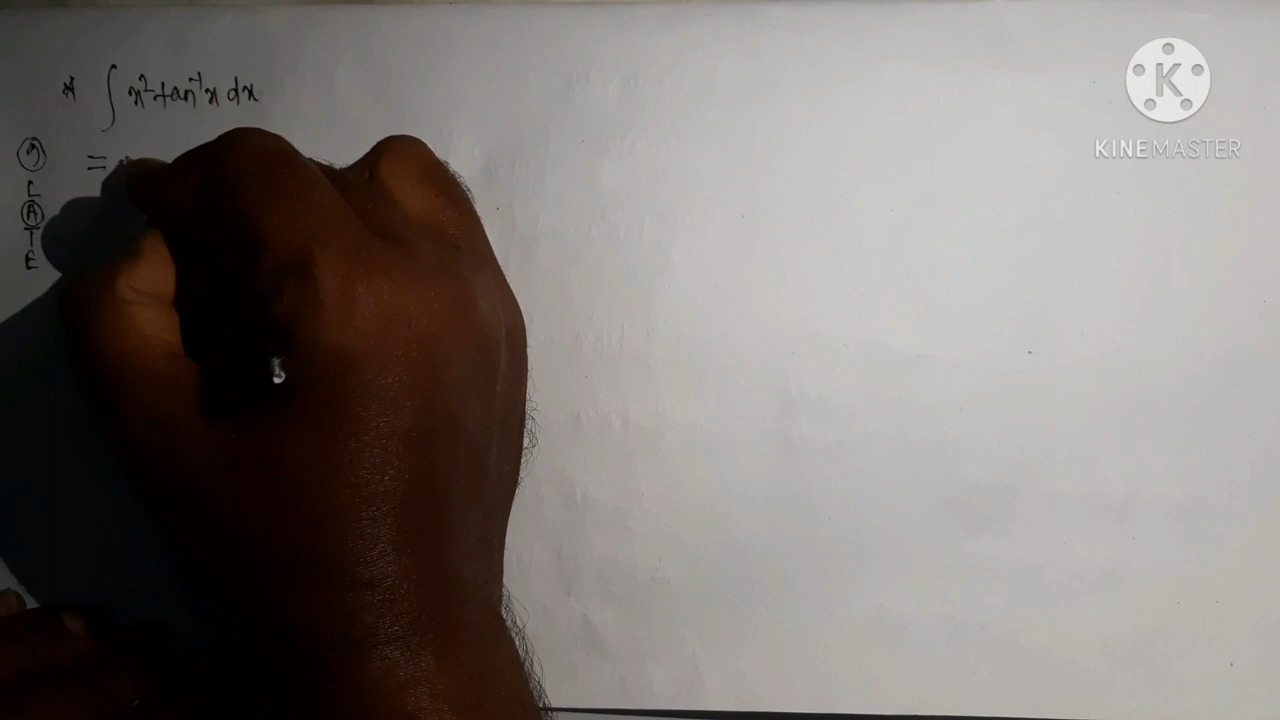 * ∫ x² tan⁻¹x dx
=
I
L
A
T
E
K
KINEMASTER